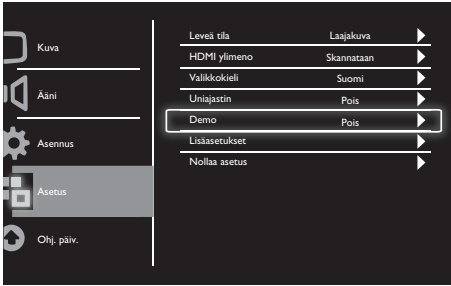 Kuva
Ääni
Asennus
Asetus
Ohj. päiv.
Leveä tila Laajakuva
HDMI ylimeno Skannataan
Valikkokieli Suomi
Uniajastin Pois
Demo Pois
Lisäasetukset
Nollaa asetus